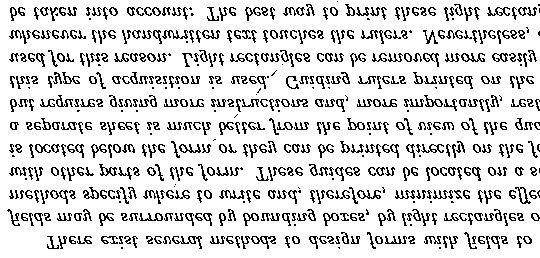 There exist several methods to design forms with fields to
fields may be surrounded by bounding boxes, by light rectangles o
methods specify where to write and, therefore, minimize the effec
with other parts of the form. These guides can be located on a se
is located below the form or they can be printed directly on the fo
a separate sheet is much better from the point of view of the qua
but requires giving more instructions and, more importantly, rest
this type of acquisition is used. Guiding rulers printed on the
used for this reason. Light rectangles can be removed more easily
whenever the handwritten text touches the rulers. Nevertheless,
be taken into account: The best way to print these light rectang